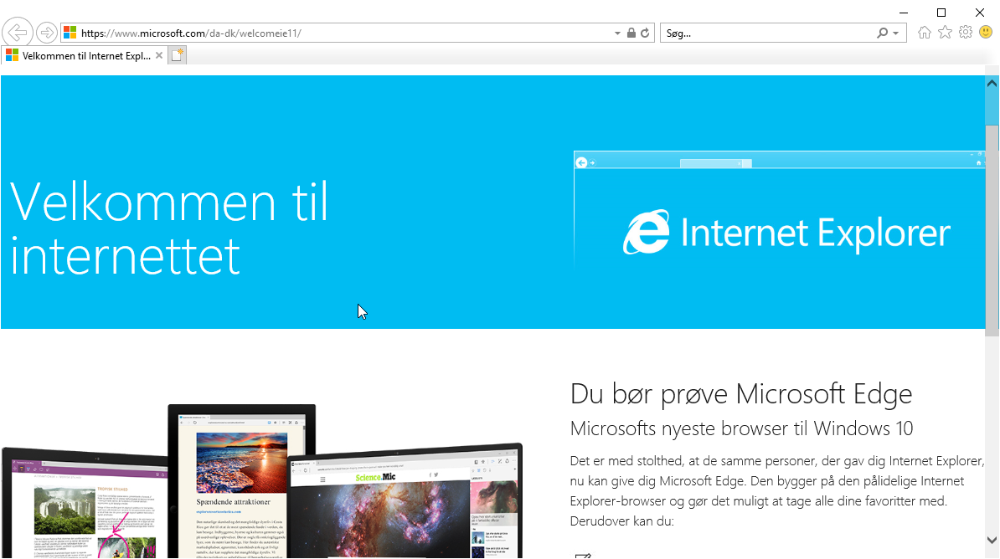 https://www.microsoft.com/da-dk/welcomeie11/
Søg...
Velkommen til Internet Expl...
Velkommen til
internettet
Internet Explorer
Du bør prøve Microsoft Edge
Microsofts nyeste browser til Windows 10
Det er med stolthed, at de samme personer, der gav dig Internet Explorer,
nu kan give dig Microsoft Edge. Den bygger på den pålidelige Internet
Explorer-browser og gør det muligt at tage alle dine favoritter med.
Derudover kan du:
TROPISK STILHED
Spændende attraktioner
Science.Mic